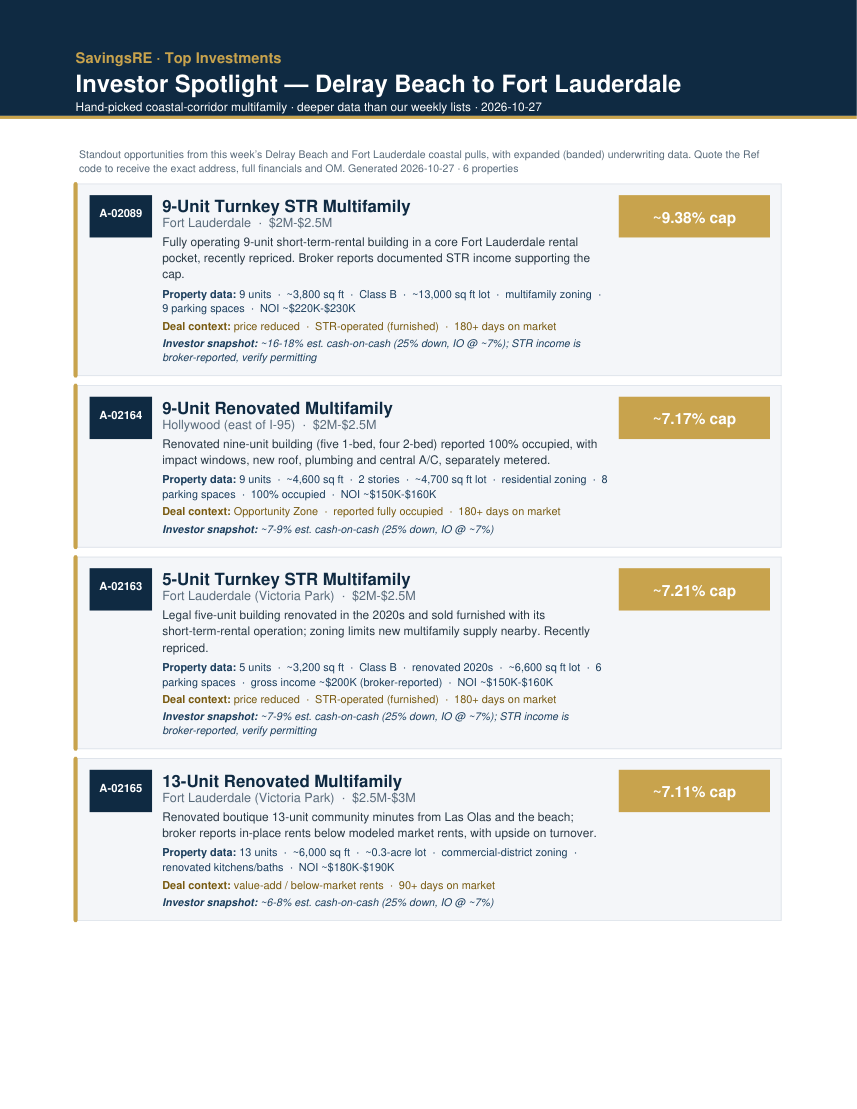 SavingsRE · Top Investments
Investor Spotlight — Delray Beach to Fort Lauderdale
Hand-picked coastal-corridor multifamily · deeper data than our weekly lists · 2026-10-27
Standout opportunities from this week's Delray Beach and Fort Lauderdale coastal pulls, with expanded (banded) underwriting data. Quote the Ref
code to receive the exact address, full financials and OM. Generated 2026-10-27 · 6 properties
A-02089
9-Unit Turnkey STR Multifamily
~9.38% cap
Fort Lauderdale · $2M-$2.5M
Fully operating 9-unit short-term-rental building in a core Fort Lauderdale rental
pocket, recently repriced. Broker reports documented STR income supporting the
cap.
Property data: 9 units · ~3,800 sq ft · Class B · ~13,000 sq ft lot · multifamily zoning ·
9 parking spaces · NOI ~$220K-$230K
Deal context: price reduced · STR-operated (furnished) · 180+ days on market
Investor snapshot: ~16-18% est. cash-on-cash (25% down, IO @ ~7%); STR income is
broker-reported, verify permitting
A-02164
9-Unit Renovated Multifamily
~7.17% cap
Hollywood (east of I-95) · $2M-$2.5M
Renovated nine-unit building (five 1-bed, four 2-bed) reported 100% occupied, with
impact windows, new roof, plumbing and central A/C, separately metered.
Property data: 9 units · ~4,600 sq ft · 2 stories · ~4,700 sq ft lot · residential zoning · 8
parking spaces · 100% occupied · NOI ~$150K-$160K
Deal context: Opportunity Zone · reported fully occupied · 180+ days on market
Investor snapshot: ~7-9% est. cash-on-cash (25% down, IO @ ~7%)
A-02163
5-Unit Turnkey STR Multifamily
~7.21% cap
Fort Lauderdale (Victoria Park) · $2M-$2.5M
Legal five-unit building renovated in the 2020s and sold furnished with its
short-term-rental operation; zoning limits new multifamily supply nearby. Recently
repriced.
Property data: 5 units · ~3,200 sq ft · Class B · renovated 2020s · ~6,600 sq ft lot · 6
parking spaces · gross income ~$200K (broker-reported) · NOI ~$150K-$160K
Deal context: price reduced · STR-operated (furnished) · 180+ days on market
Investor snapshot: ~7-9% est. cash-on-cash (25% down, IO @ ~7%); STR income is
broker-reported, verify permitting
A-02165
13-Unit Renovated Multifamily
~7.11% cap
Fort Lauderdale (Victoria Park) · $2.5M-$3M
Renovated boutique 13-unit community minutes from Las Olas and the beach;
broker reports in-place rents below modeled market rents, with upside on turnover.
Property data: 13 units · ~6,000 sq ft · ~0.3-acre lot · commercial-district zoning ·
renovated kitchens/baths · NOI ~$180K-$190K
Deal context: value-add / below-market rents · 90+ days on market
Investor snapshot: ~6-8% est. cash-on-cash (25% down, IO @ ~7%)